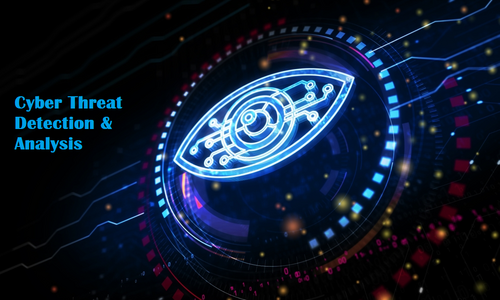 Cyber Threat
Detection &
Analysis